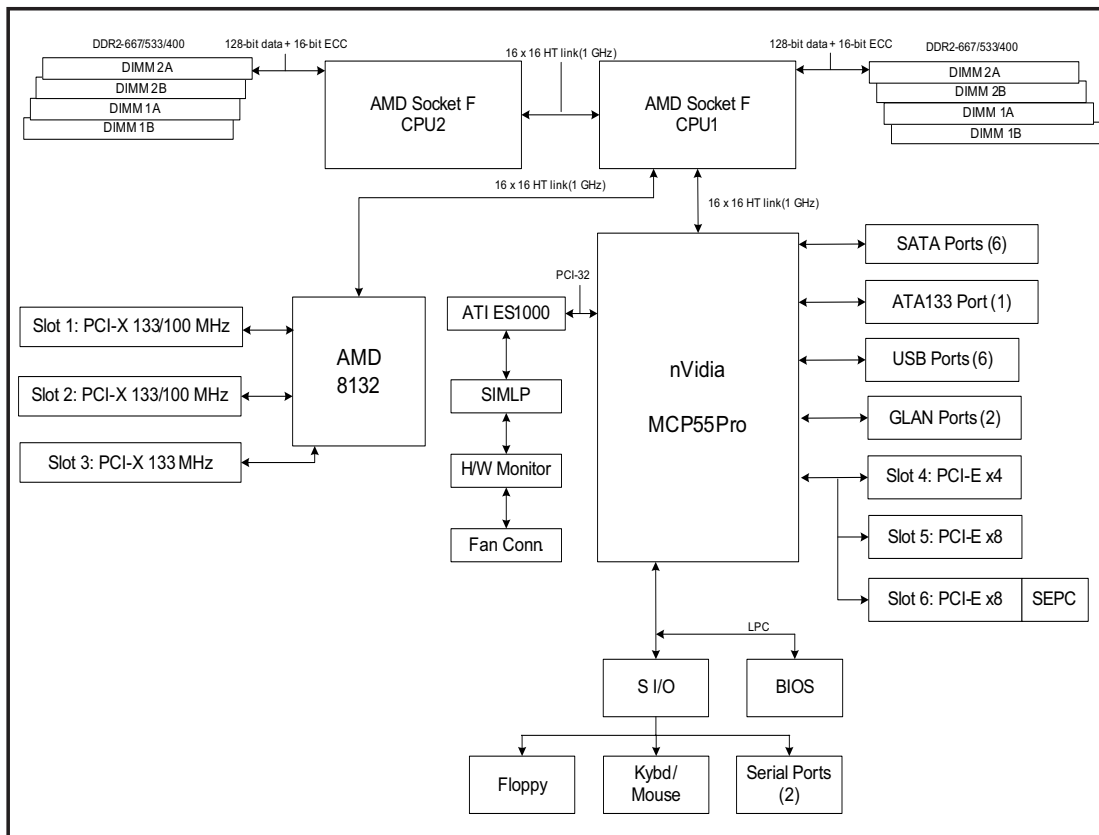 DDR2-667/533/400
128-bit data + 16-bit ECC
16 x 16 HT link(1 GHz)
128-bit data + 16-bit ECC
DDR2-667/533/400
DIMM 2A
DIMM 2B
DIMM 1A
DIMM 1B
AMD Socket F
CPU2
AMD Socket F
CPU1
DIMM 2A
DIMM 2B
DIMM 1A
DIMM 1B
16 x 16 HT link(1 GHz)
16 x 16 HT link(1 GHz)
PCI-32
Slot 1: PCI-X 133/100 MHz
Slot 2: PCI-X 133/100 MHz
Slot 3: PCI-X 133 MHz
AMD
8132
ATI ES1000
SIMLP
H/W Monitor
Fan Conn.
nVidia
MCP55Pro
SATA Ports (6)
ATA133 Port (1)
USB Ports (6)
GLAN Ports (2)
Slot 4: PCI-E x4
Slot 5: PCI-E x8
Slot 6: PCI-E x8
SEPC
LPC
S I/O
BIOS
Floppy
Kybd/
Mouse
Serial Ports
(2)